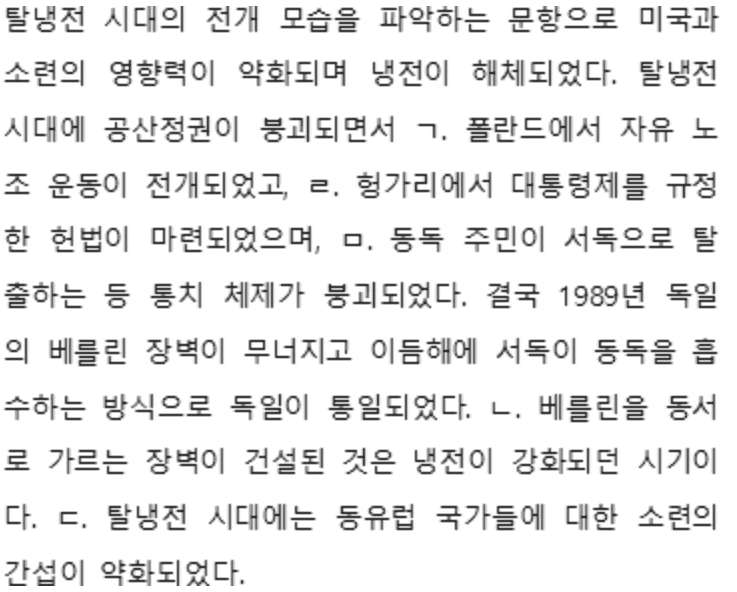 탈냉전 시대의 전개 모습을 파악하는 문항으로 미국과
소련의 영향력이 약화되며 냉전이 해체되었다. 탈냉전
시대에 공산정권이 붕괴되면서 ㄱ. 폴란드에서 자유 노
조 운동이 전개되었고, ㄹ. 헝가리에서 대통령제를 규정
한 헌법이 마련되었으며, ㅁ. 동독 주민이 서독으로 탈
출하는 등 통치 체제가 붕괴되었다. 결국 1989년 독일
의 베를린 장벽이 무너지고 이듬해에 서독이 동독을 흡
수하는 방식으로 독일이 통일되었다. ㄴ. 베를린을 동서
로 가르는 장벽이 건설된 것은 냉전이 강화되던 시기이
다. ㄷ. 탈냉전 시대에는 동유럽 국가들에 대한 소련의
간섭이 약화되었다.